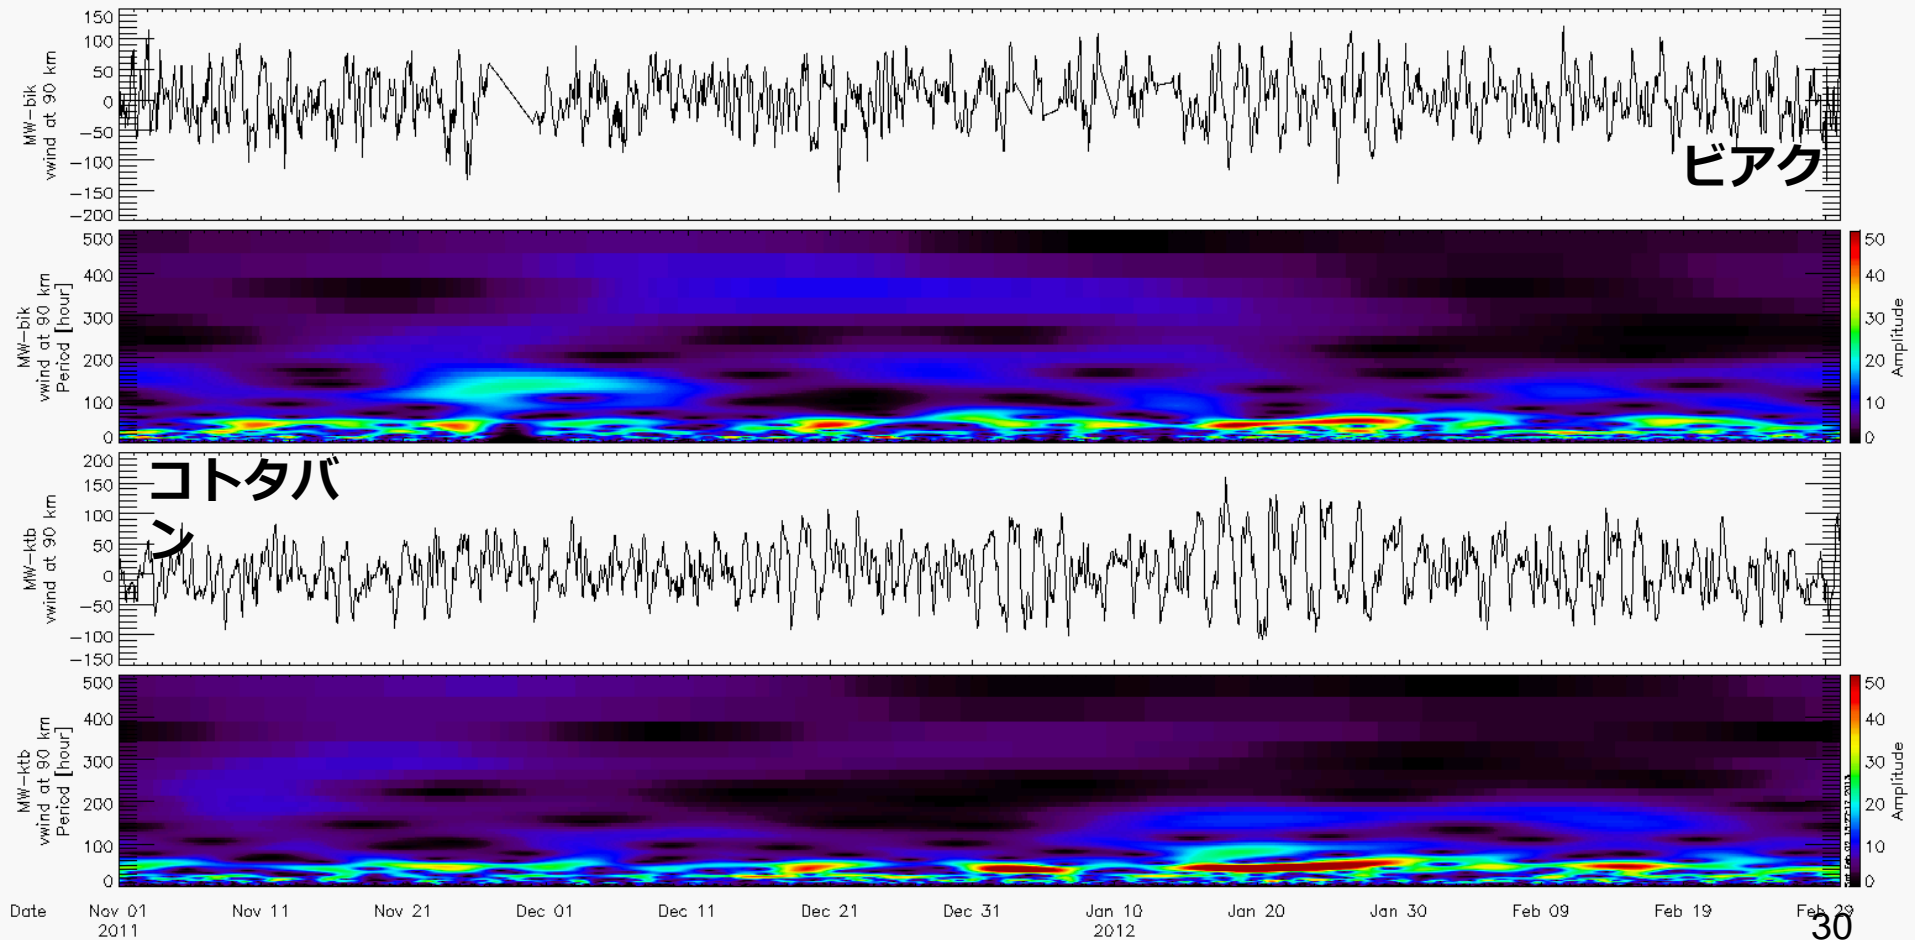 150
100
50
0
−50
−100
−150
−200
MW−bik
vwind at 90 km
ビアク
500
400
300
200
100
0
MW−bik
vwind at 90 km
Period [hour]
50
40
30
20
10
0
Amplitude
200
150
100
50
0
−50
−100
−150
MW−ktb
vwind at 90 km
コトタバ
ン
500
400
300
200
100
0
MW−ktb
vwind at 90 km
Period [hour]
50
40
30
20
10
0
Amplitude
Date
Nov 01
2011
Nov 11
Nov 21
Dec 01
Dec 11
Dec 21
Dec 31
Jan 10
2012
Jan 20
Jan 30
Feb 09
Feb 19
Feb 29
30